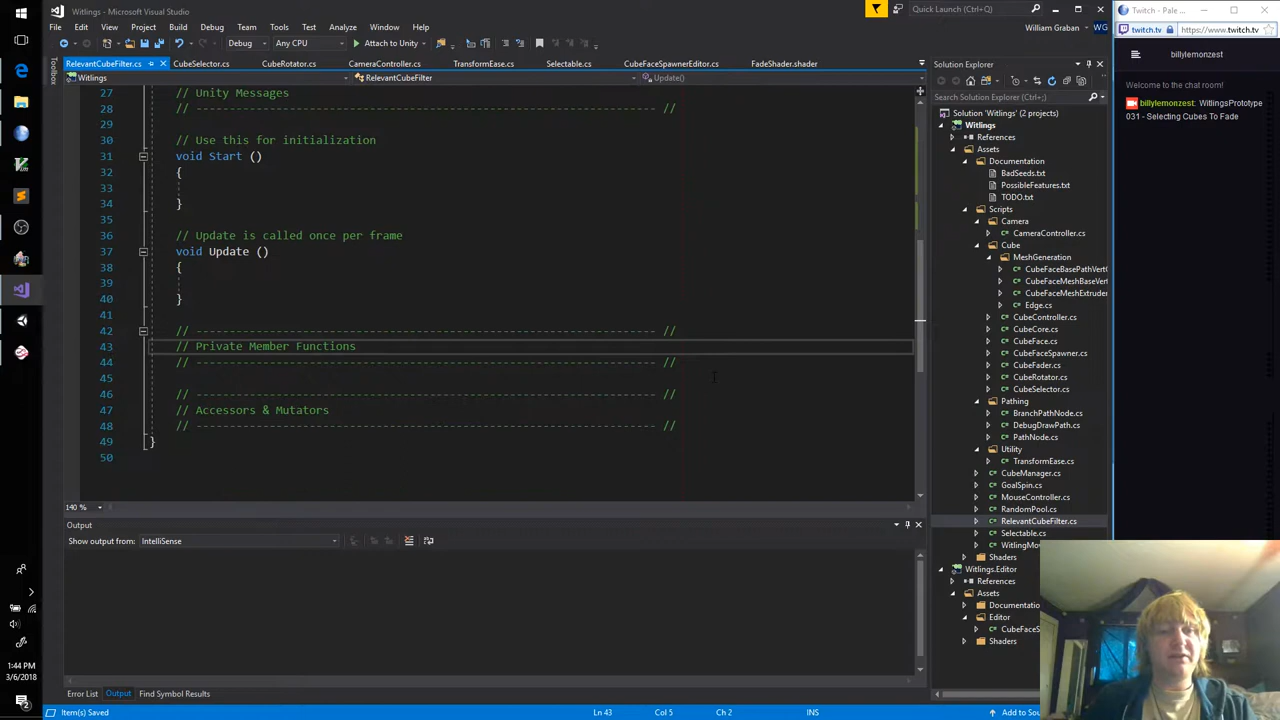 Witlings - Microsoft Visual Studio
Quick Launch (Ctrl+Q)
File Edit View Project Build Debug Team Tools Test Analyze Window Help
William Graban WG
Debug Any CPU Attach to Unity
RelevantCubeFilter.cs CubeSelector.cs CubeRotator.cs CameraController.cs TransformEase.cs Selectable.cs CubeFaceSpawnerEditor.cs FadeShader.shader
Witlings RelevantCubeFilter Update()
Toolbox
27 // Unity Messages
28 // --------------------------------------------------------------------- //
29
30 // Use this for initialization
31 void Start ()
32 {
33
34 }
35
36 // Update is called once per frame
37 void Update ()
38 {
39
40 }
41
42 // --------------------------------------------------------------------- //
43 // Private Member Functions
44 // --------------------------------------------------------------------- //
45
46 // --------------------------------------------------------------------- //
47 // Accessors & Mutators
48 // --------------------------------------------------------------------- //
49 }
50
140 %
Output
Show output from: IntelliSense
Error List Output Find Symbol Results
Item(s) Saved Ln 43 Col 5 Ch 2 INS Add to Sou
Solution Explorer
Search Solution Explorer (Ctrl+;)
Solution 'Witlings' (2 projects)
Witlings
References
Assets
Documentation
BadSeeds.txt
PossibleFeatures.txt
TODO.txt
Scripts
Camera
CameraController.cs
Cube
MeshGeneration
CubeFaceBasePathVert
CubeFaceMeshBaseVert
CubeFaceMeshExtruder
Edge.cs
CubeController.cs
CubeCore.cs
CubeFace.cs
CubeFaceSpawner.cs
CubeFader.cs
CubeRotator.cs
CubeSelector.cs
Pathing
BranchPathNode.cs
DebugDrawPath.cs
PathNode.cs
Utility
TransformEase.cs
CubeManager.cs
GoalSpin.cs
MouseController.cs
RandomPool.cs
RelevantCubeFilter.cs
Selectable.cs
WitlingMo
Shaders
Witlings.Editor
References
Assets
Documentatio
Editor
CubeFaceS
Shaders
Twitch - Pale ...
twitch.tv https://www.twitch.tv
billylemonzest
Welcome to the chat room!
billylemonzest: WitlingsPrototype
031 - Selecting Cubes To Fade
1:44 PM
3/6/2018
2